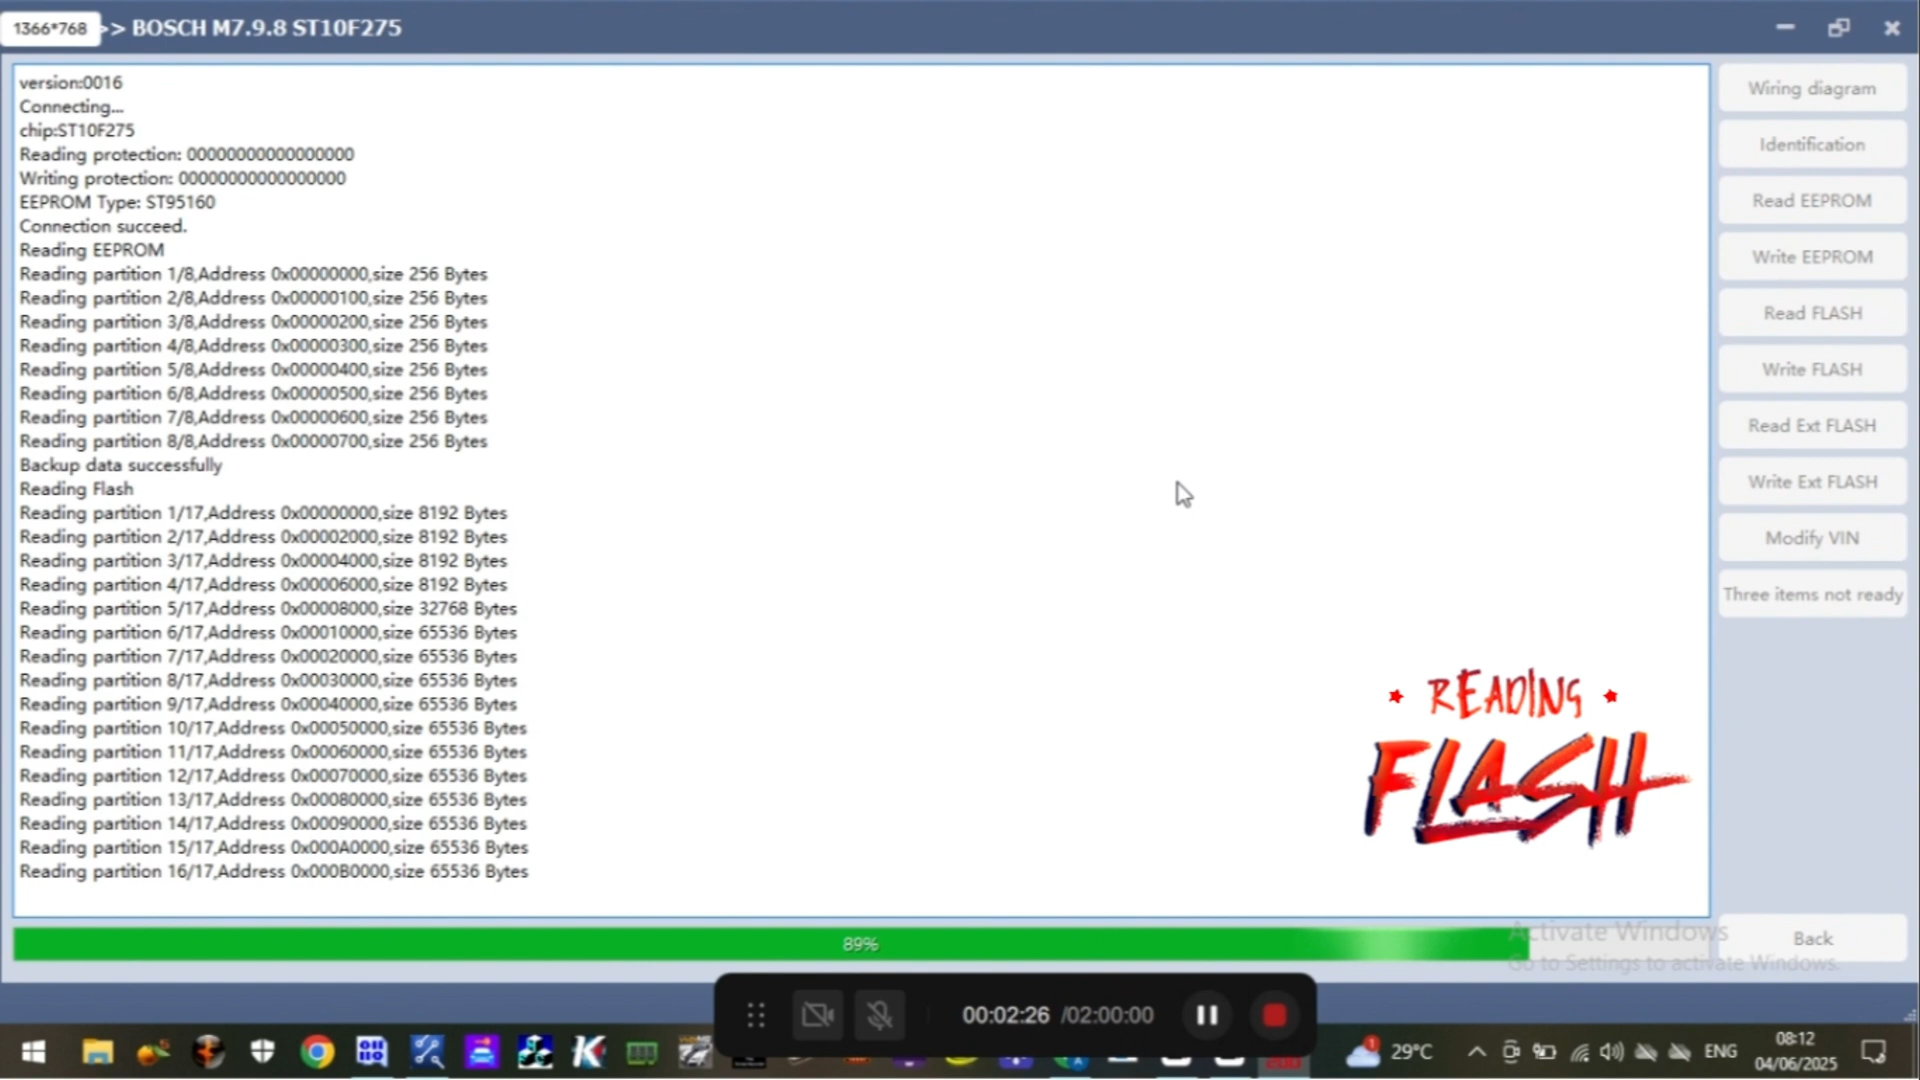 1366*768 >> BOSCH M7.9.8 ST10F275
version:0016
Connecting...
chip:ST10F275
Reading protection: 00000000000000000
Writing protection: 00000000000000000
EEPROM Type: ST95160
Connection succeed.
Reading EEPROM
Reading partition 1/8,Address 0x00000000,size 256 Bytes
Reading partition 2/8,Address 0x00000100,size 256 Bytes
Reading partition 3/8,Address 0x00000200,size 256 Bytes
Reading partition 4/8,Address 0x00000300,size 256 Bytes
Reading partition 5/8,Address 0x00000400,size 256 Bytes
Reading partition 6/8,Address 0x00000500,size 256 Bytes
Reading partition 7/8,Address 0x00000600,size 256 Bytes
Reading partition 8/8,Address 0x00000700,size 256 Bytes
Backup data successfully
Reading Flash
Reading partition 1/17,Address 0x00000000,size 8192 Bytes
Reading partition 2/17,Address 0x00002000,size 8192 Bytes
Reading partition 3/17,Address 0x00004000,size 8192 Bytes
Reading partition 4/17,Address 0x00006000,size 8192 Bytes
Reading partition 5/17,Address 0x00008000,size 32768 Bytes
Reading partition 6/17,Address 0x00010000,size 65536 Bytes
Reading partition 7/17,Address 0x00020000,size 65536 Bytes
Reading partition 8/17,Address 0x00030000,size 65536 Bytes
Reading partition 9/17,Address 0x00040000,size 65536 Bytes
Reading partition 10/17,Address 0x00050000,size 65536 Bytes
Reading partition 11/17,Address 0x00060000,size 65536 Bytes
Reading partition 12/17,Address 0x00070000,size 65536 Bytes
Reading partition 13/17,Address 0x00080000,size 65536 Bytes
Reading partition 14/17,Address 0x00090000,size 65536 Bytes
Reading partition 15/17,Address 0x000A0000,size 65536 Bytes
Reading partition 16/17,Address 0x000B0000,size 65536 Bytes
READING
FLASH
Wiring diagram
Identification
Read EEPROM
Write EEPROM
Read FLASH
Write FLASH
Read Ext FLASH
Write Ext FLASH
Modify VIN
Three items not ready
Back
89%
Activate Windows
Go to Settings to activate Windows.
00:02:26 /02:00:00
1 29°C
ENG
08:12
04/06/2025